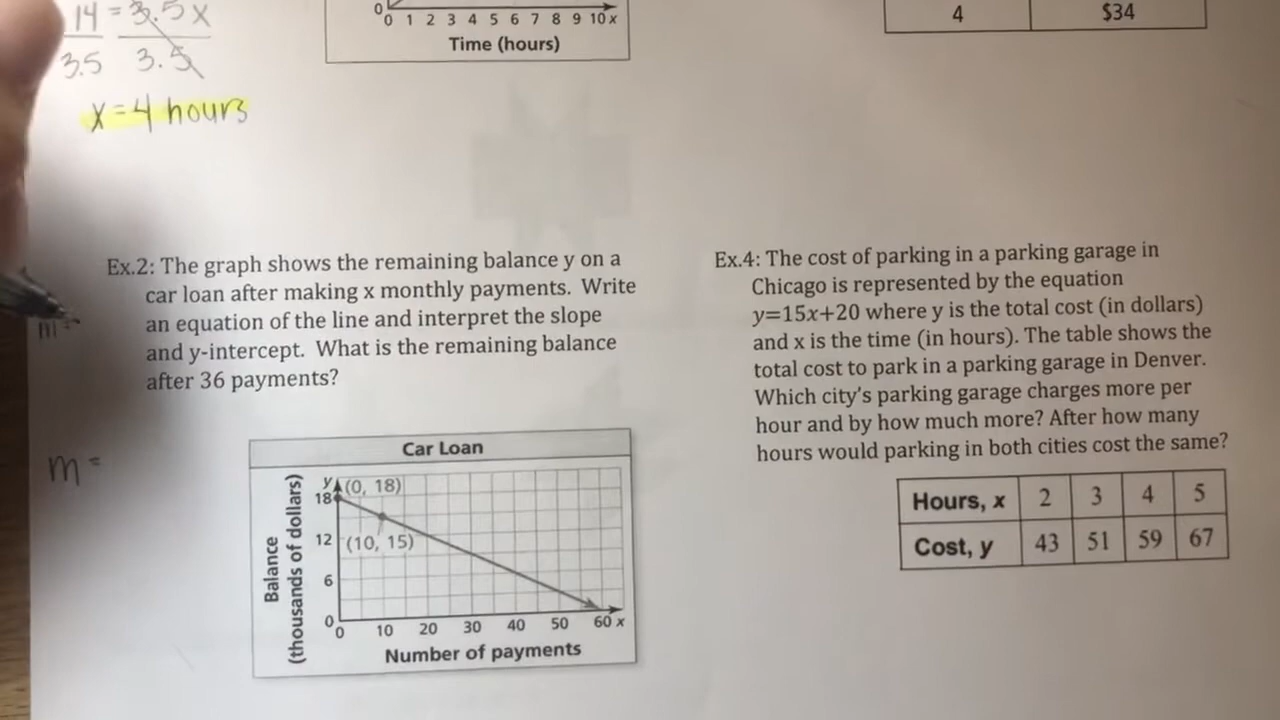 14 = 3.5x
3.5 3.5
x=4 hours
0
0 1 2 3 4 5 6 7 8 9 10 x
Time (hours)
4 $34
Ex.2: The graph shows the remaining balance y on a
car loan after making x monthly payments. Write
an equation of the line and interpret the slope
and y-intercept. What is the remaining balance
after 36 payments?
m=
m =
Car Loan
Balance
(thousands of dollars)
y
(0, 18)
18
12
(10, 15)
6
0
0 10 20 30 40 50 60 x
Number of payments
Ex.4: The cost of parking in a parking garage in
Chicago is represented by the equation
y=15x+20 where y is the total cost (in dollars)
and x is the time (in hours). The table shows the
total cost to park in a parking garage in Denver.
Which city's parking garage charges more per
hour and by how much more? After how many
hours would parking in both cities cost the same?
Hours, x 2 3 4 5
Cost, y 43 51 59 67